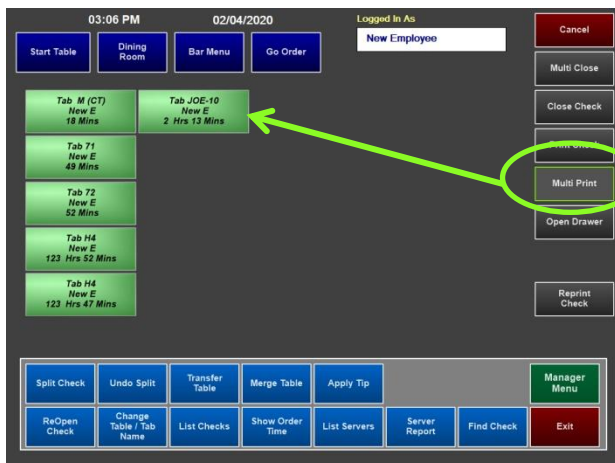 03:06 PM
02/04/2020
Logged In As
New Employee
Cancel
Start Table
Dining
Room
Bar Menu
Go Order
Multi Close
Tab M (CT)
New E
18 Mins
Tab JOE-10
New E
2 Hrs 13 Mins
Close Check
Tab 71
New E
49 Mins
Print Check
Tab 72
New E
52 Mins
Multi Print
Tab H4
New E
123 Hrs 52 Mins
Open Drawer
Tab H4
New E
123 Hrs 47 Mins
Reprint
Check
Split Check
Undo Split
Transfer
Table
Merge Table
Apply Tip
Manager
Menu
ReOpen
Check
Change
Table / Tab
Name
List Checks
Show Order
Time
List Servers
Server
Report
Find Check
Exit